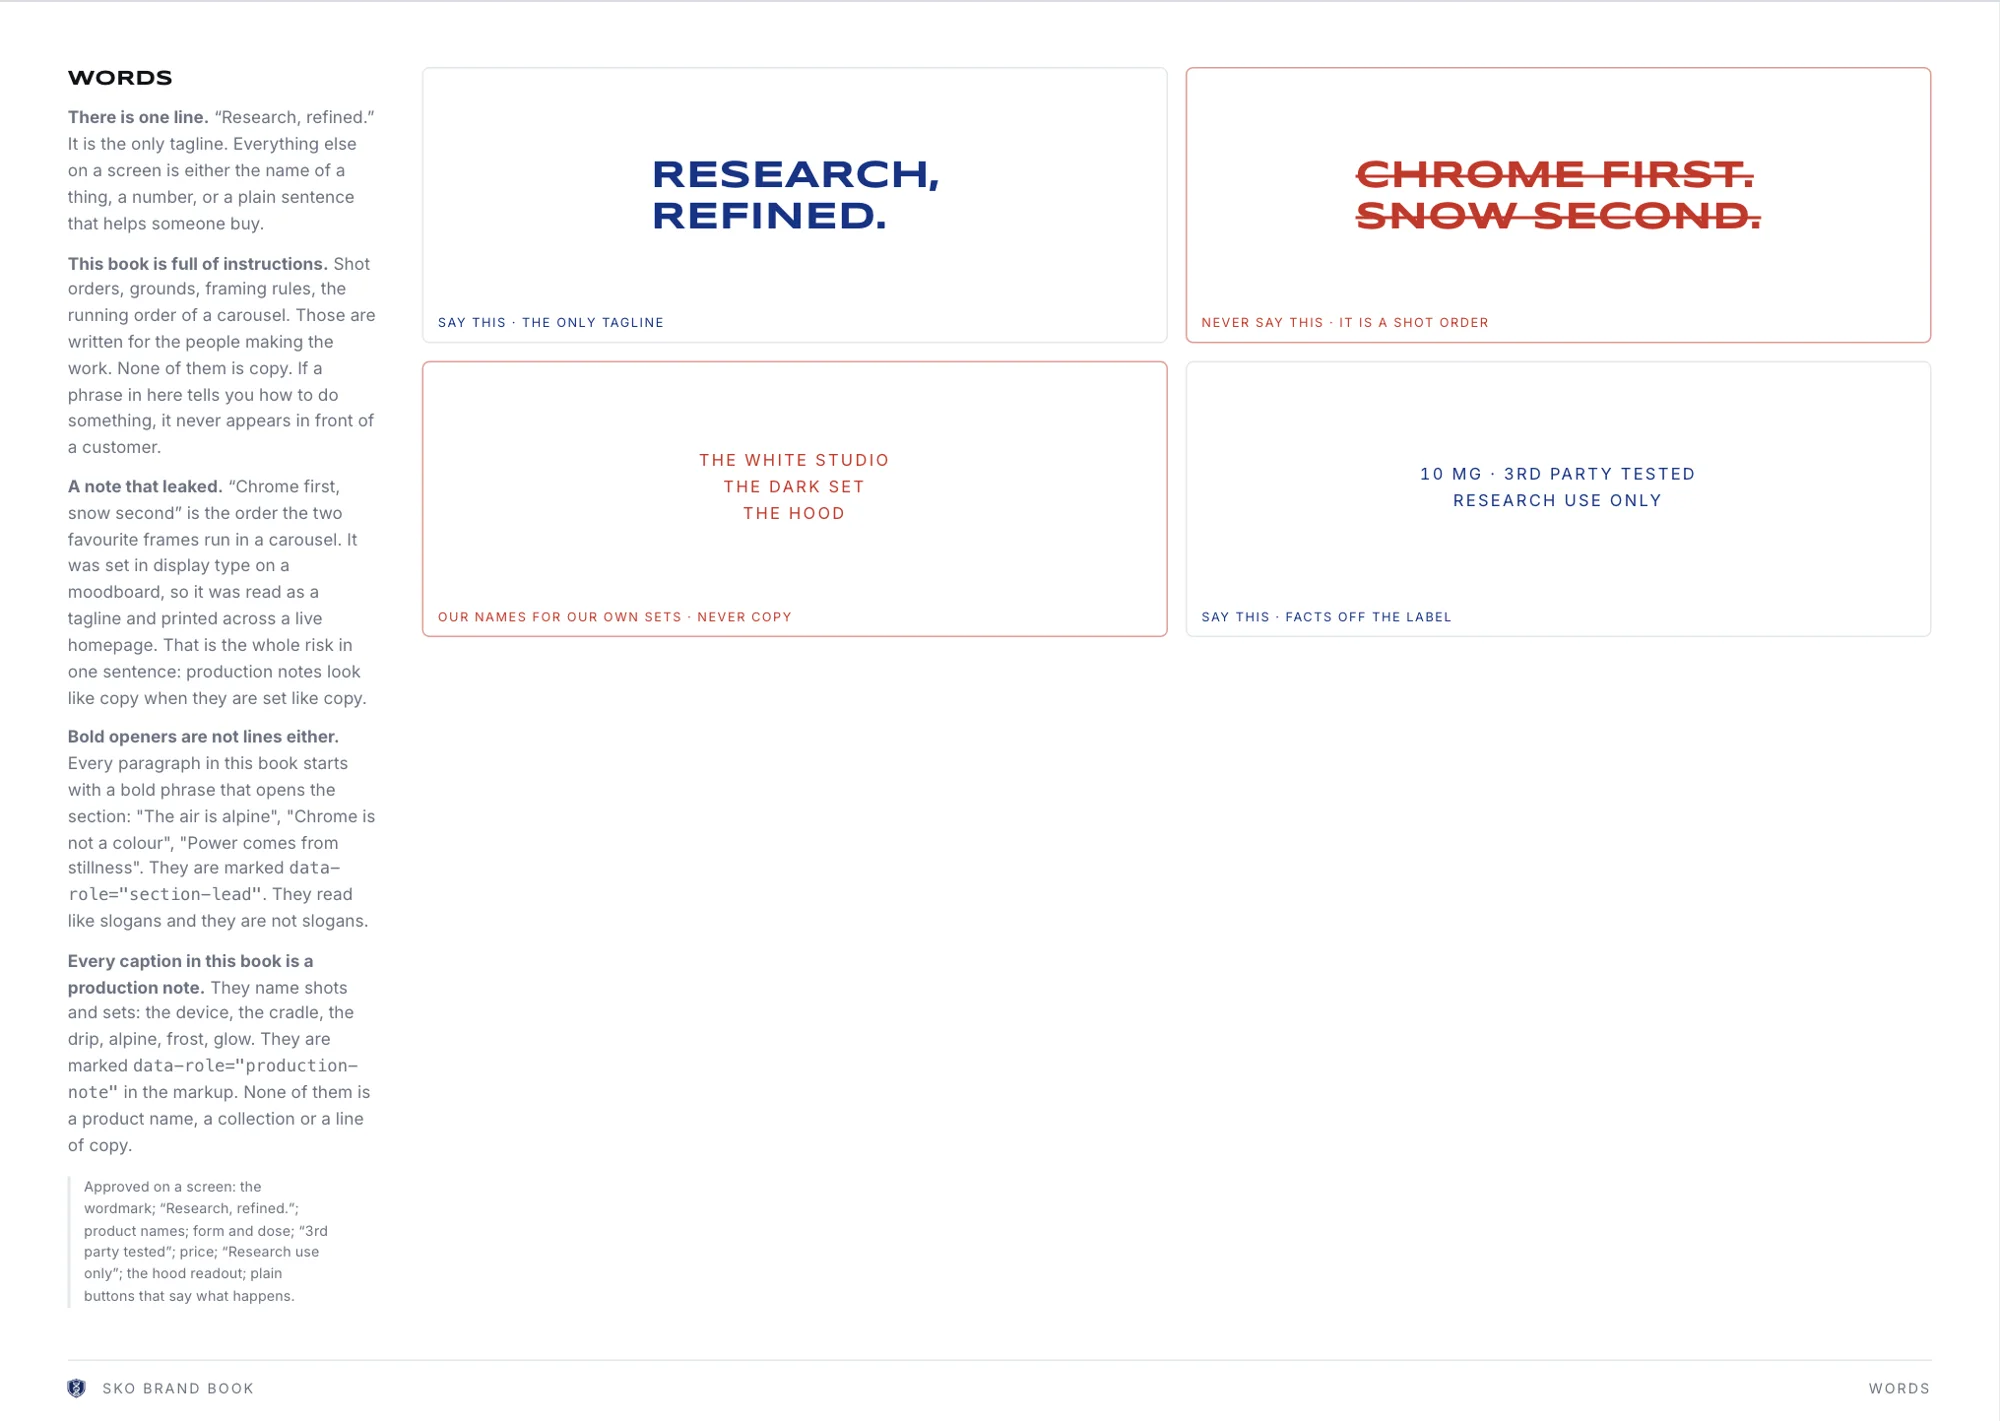 WORDS
There is one line. “Research, refined.”
It is the only tagline. Everything else
on a screen is either the name of a
thing, a number, or a plain sentence
that helps someone buy.
This book is full of instructions. Shot
orders, grounds, framing rules, the
running order of a carousel. Those are
written for the people making the
work. None of them is copy. If a
phrase in here tells you how to do
something, it never appears in front of
a customer.
A note that leaked. “Chrome first,
snow second” is the order the two
favourite frames run in a carousel. It
was set in display type on a
moodboard, so it was read as a
tagline and printed across a live
homepage. That is the whole risk in
one sentence: production notes look
like copy when they are set like copy.
Bold openers are not lines either.
Every paragraph in this book starts
with a bold phrase that opens the
section: "The air is alpine", "Chrome is
not a colour", "Power comes from
stillness". They are marked data-
role="section-lead". They read
like slogans and they are not slogans.
Every caption in this book is a
production note. They name shots
and sets: the device, the cradle, the
drip, alpine, frost, glow. They are
marked data-role="production-
note" in the markup. None of them is
a product name, a collection or a line
of copy.
Approved on a screen: the
wordmark; “Research, refined.”;
product names; form and dose; “3rd
party tested”; price; “Research use
only”; the hood readout; plain
buttons that say what happens.
RESEARCH,
REFINED.
SAY THIS · THE ONLY TAGLINE
CHROME FIRST.
SNOW SECOND.
NEVER SAY THIS · IT IS A SHOT ORDER
THE WHITE STUDIO
THE DARK SET
THE HOOD
OUR NAMES FOR OUR OWN SETS · NEVER COPY
10 MG · 3RD PARTY TESTED
RESEARCH USE ONLY
SAY THIS · FACTS OFF THE LABEL
SKO BRAND BOOK
WORDS